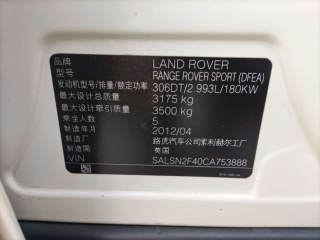 品牌 LAND ROVER
型号 RANGE ROVER SPORT (DFEA)
发动机型号/排量/额定功率 306DT/2.993L/180KW
最大设计总质量 3175 kg
最大设计牵引质量 3500 kg
乘坐人数 5
制造年月 2012/04
制造厂 路虎汽车公司索利赫尔工厂
制造国 英国
VIN SALSN2F40CA753888